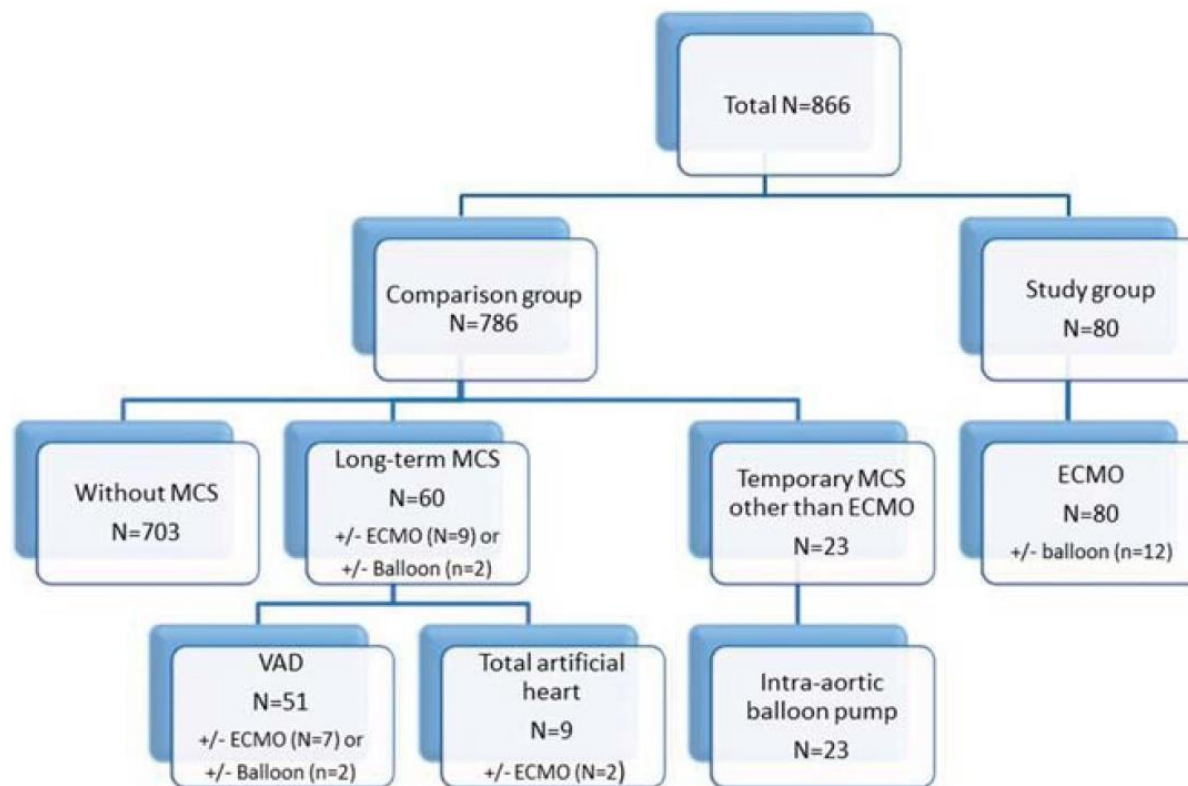 Total N=866
Comparison group
N=786
Study group
N=80
Without MCS
N=703
Long-term MCS
N=60
+/- ECMO (N=9) or
+/- Balloon (n=2)
Temporary MCS
other than ECMO
N=23
ECMO
N=80
+/- balloon (n=12)
VAD
N=51
+/- ECMO (N=7) or
+/- Balloon (n=2)
Total artificial
heart
N=9
+/- ECMO (N=2)
Intra-aortic
balloon pump
N=23